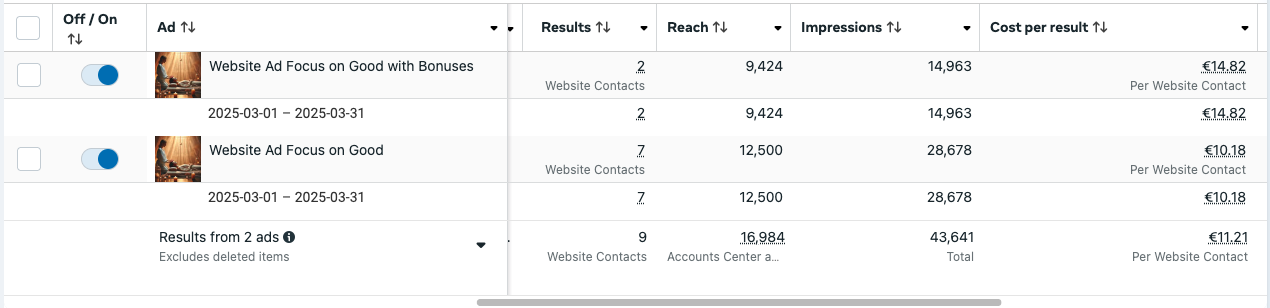 Off / On
Ad Results Reach Impressions Cost per result
Website Ad Focus on Good with Bonuses 2 9,424 14,963 €14.82
Website Contacts Per Website Contact
2025-03-01 – 2025-03-31 2 9,424 14,963 €14.82
Website Ad Focus on Good 7 12,500 28,678 €10.18
Website Contacts Per Website Contact
2025-03-01 – 2025-03-31 7 12,500 28,678 €10.18
Results from 2 ads 9 16,984 43,641 €11.21
Excludes deleted items Website Contacts Accounts Center a... Total Per Website Contact